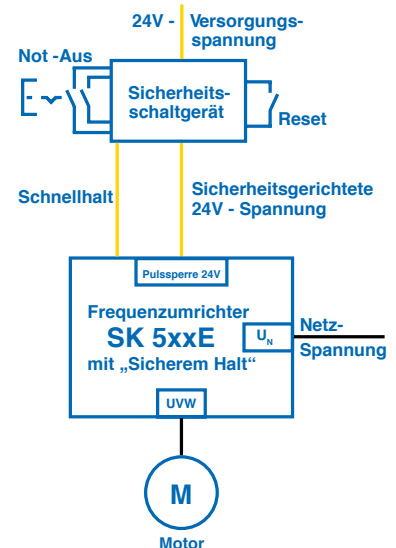 24V - Versorgungs-
spannung
Not -Aus
Sicherheits-
schaltgerät
Reset
Schnellhalt
Sicherheitsgerichtete
24V - Spannung
Pulssperre 24V
Frequenzumrichter
SK 5xxE
mit „Sicherem Halt“
UN
Netz-
Spannung
UVW
M
Motor